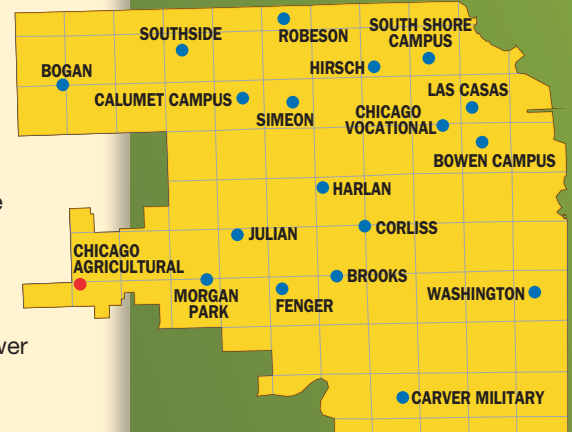 SOUTHSIDE
ROBESON
SOUTH SHORE
CAMPUS
BOGAN
HIRSCH
CALUMET CAMPUS
SIMEON
LAS CASAS
CHICAGO
VOCATIONAL
BOWEN CAMPUS
HARLAN
JULIAN
CORLISS
CHICAGO
AGRICULTURAL
MORGAN
PARK
FENGER
BROOKS
WASHINGTON
CARVER MILITARY